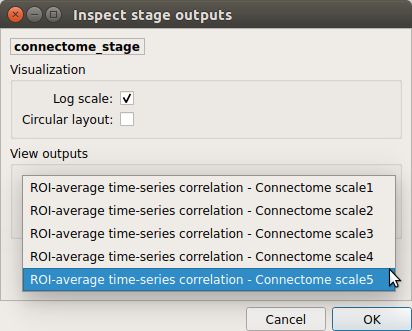 Inspect stage outputs
connectome_stage
Visualization
Log scale:
Circular layout:
View outputs
ROI-average time-series correlation - Connectome scale1
ROI-average time-series correlation - Connectome scale2
ROI-average time-series correlation - Connectome scale3
ROI-average time-series correlation - Connectome scale4
ROI-average time-series correlation - Connectome scale5
Cancel OK